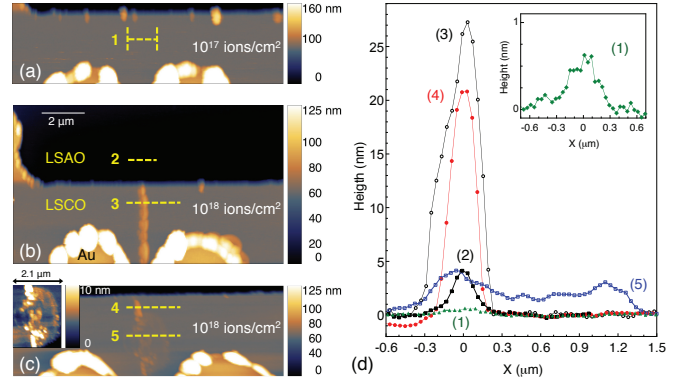 1
10¹⁷ ions/cm²
(a)
160 nm
100
80
60
40
0
2 μm
LSAO
2
LSCO
3
10¹⁸ ions/cm²
Au
(b)
125 nm
100
80
60
40
20
0
2.1 μm
10 nm
0
4
10¹⁸ ions/cm²
5
(c)
125 nm
100
80
60
40
0
Heigth (nm)
25
20
15
10
5
0
-0.6
-0.3
0.0
0.3
0.6
0.9
1.2
1.5
X (μm)
(3)
(4)
(2)
(1)
(5)
(d)
Height (nm)
1
0
-0.6
-0.3
0
0.3
0.6
X (μm)
(1)